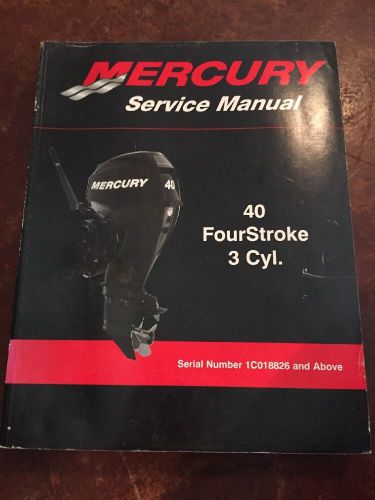 MERCURY
Service Manual
MERCURY
40
40
FourStroke
3 Cyl.
Serial Number 1C018826 and Above